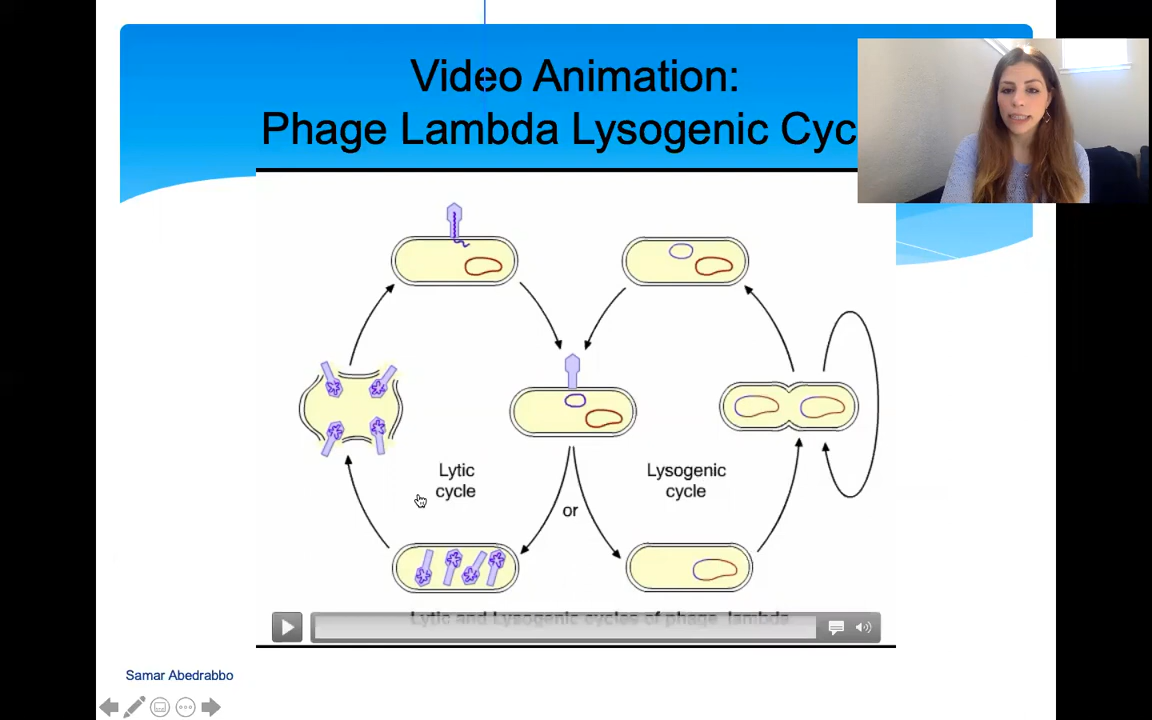 Video Animation:
Phage Lambda Lysogenic Cyc
Lytic
cycle
Lysogenic
cycle
or
Lytic and Lysogenic cycles of phage lambda
Samar Abedrabbo